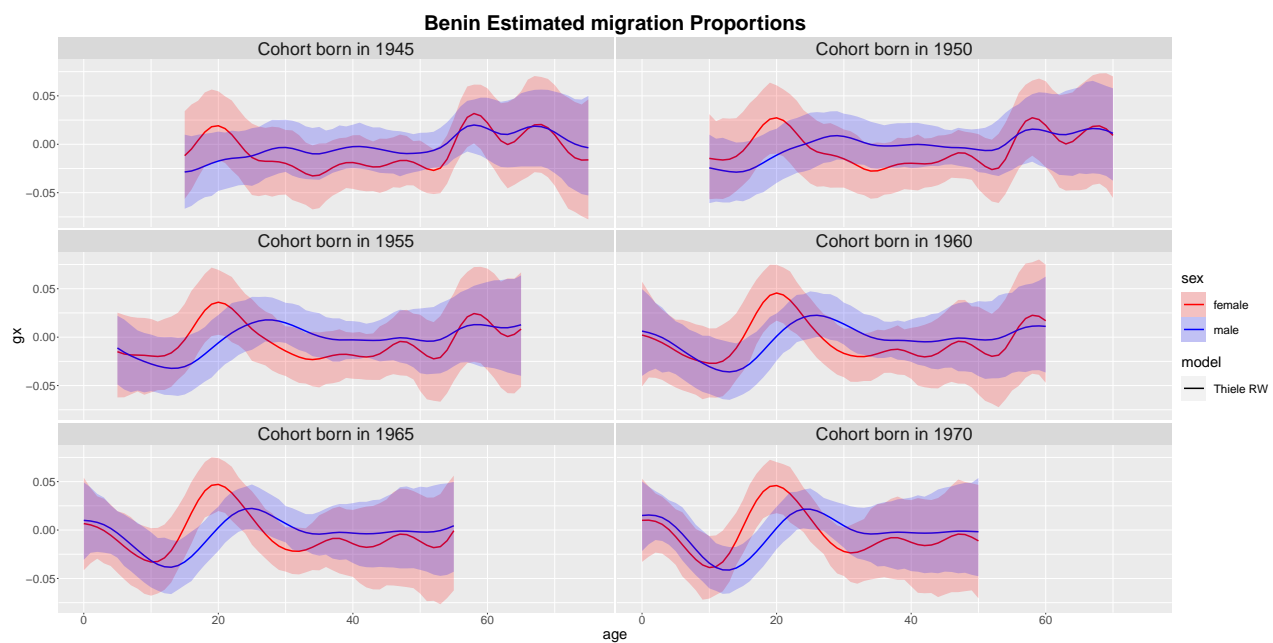 Benin Estimated migration Proportions
Cohort born in 1945
Cohort born in 1950
0.05
0.00
−0.05
Cohort born in 1955
Cohort born in 1960
0.05
0.00
−0.05
Cohort born in 1965
Cohort born in 1970
0.05
0.00
−0.05
0
20
40
60
0
20
40
60
age
gx
sex
female
male
model
Thiele RW